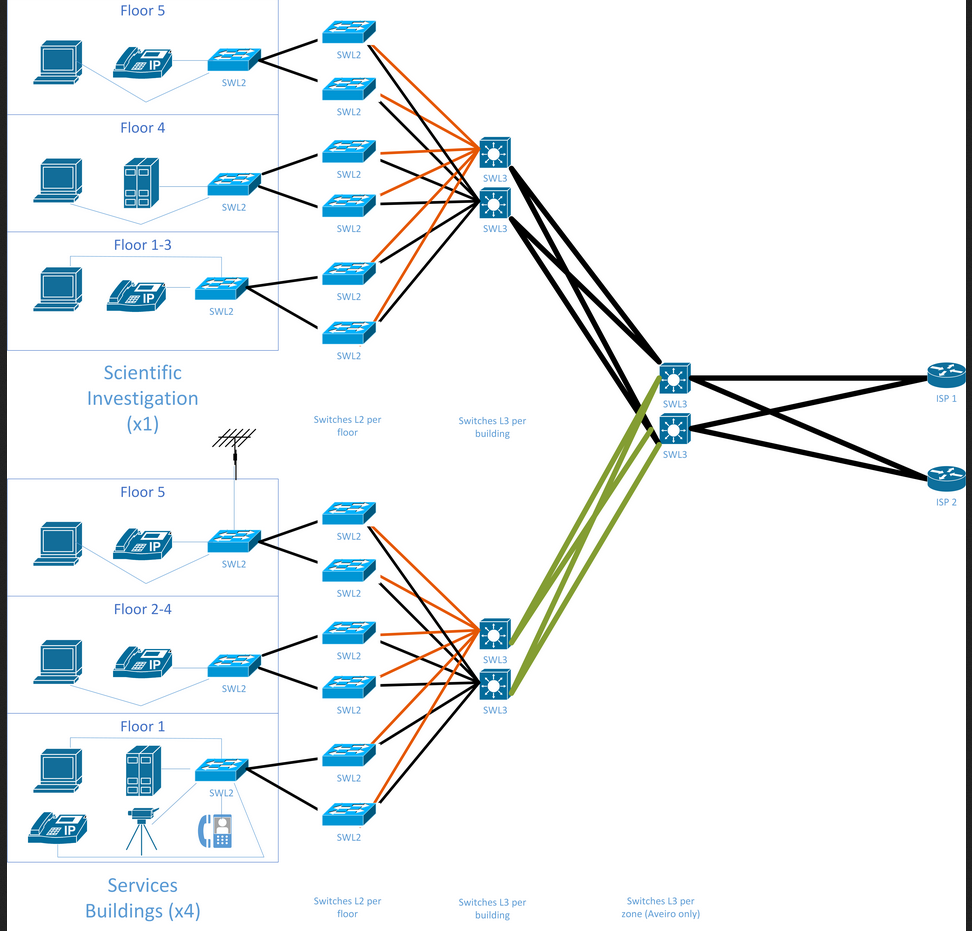 Floor 5
IP
SWL2
SWL2
SWL2
Floor 4
SWL2
SWL2
SWL2
SWL3
SWL3
Floor 1-3
IP
SWL2
SWL2
SWL2
Scientific
Investigation
(x1)
Switches L2 per
floor
Switches L3 per
building
SWL3
SWL3
ISP 1
ISP 2
Floor 5
IP
SWL2
SWL2
SWL2
Floor 2-4
IP
SWL2
SWL2
SWL2
SWL3
SWL3
Floor 1
SWL2
IP
SWL2
SWL2
Services
Buildings (x4)
Switches L2 per
floor
Switches L3 per
building
Switches L3 per
zone (Aveiro only)